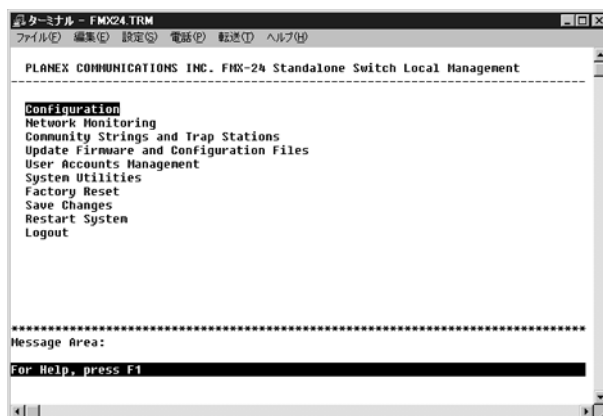 ターミナル - FMX24.TRM
ファイル(F) 編集(E) 設定(S) 電話(P) 転送(T) ヘルプ(H)
PLANEX COMMUNICATIONS INC. FMX-24 Standalone Switch Local Management
--------------------------------------------------------------------------------
Configuration
Network Monitoring
Community Strings and Trap Stations
Update Firmware and Configuration Files
User Accounts Management
System Utilities
Factory Reset
Save Changes
Restart System
Logout
********************************************************************************
Message Area:
For Help, press F1